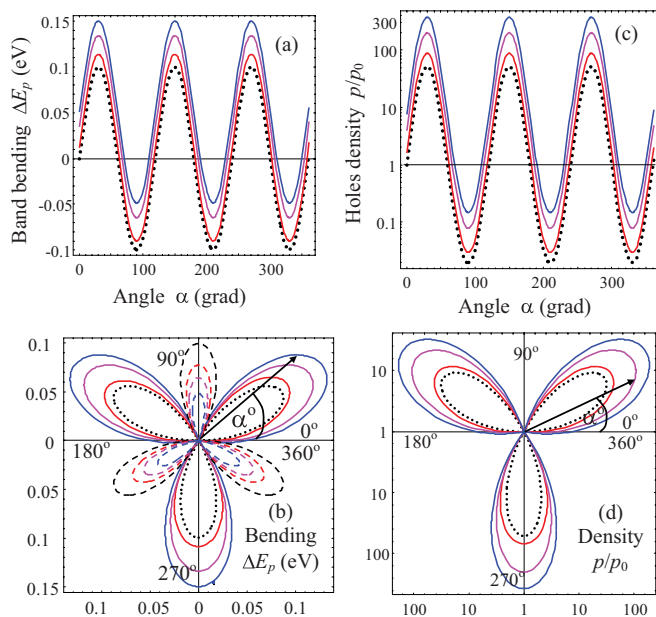 0.15
0.1
0.05
0
-0.05
-0.1
Band bending ΔE_p (eV)
(a)
0 100 200 300
Angle α (grad)
300
100
10
1
0.1
Holes density p/p_0
(c)
0 100 200 300
Angle α (grad)
0.1
0.05
0
0.05
0.1
0.15
90°
α°
0°
180°
360°
(b)
Bending
ΔE_p (eV)
270°
0.1 0.05 0 0.05 0.1
100
10
1
10
100
90°
α°
0°
180°
360°
(d)
Density
p/p_0
270°
100 10 1 10 100